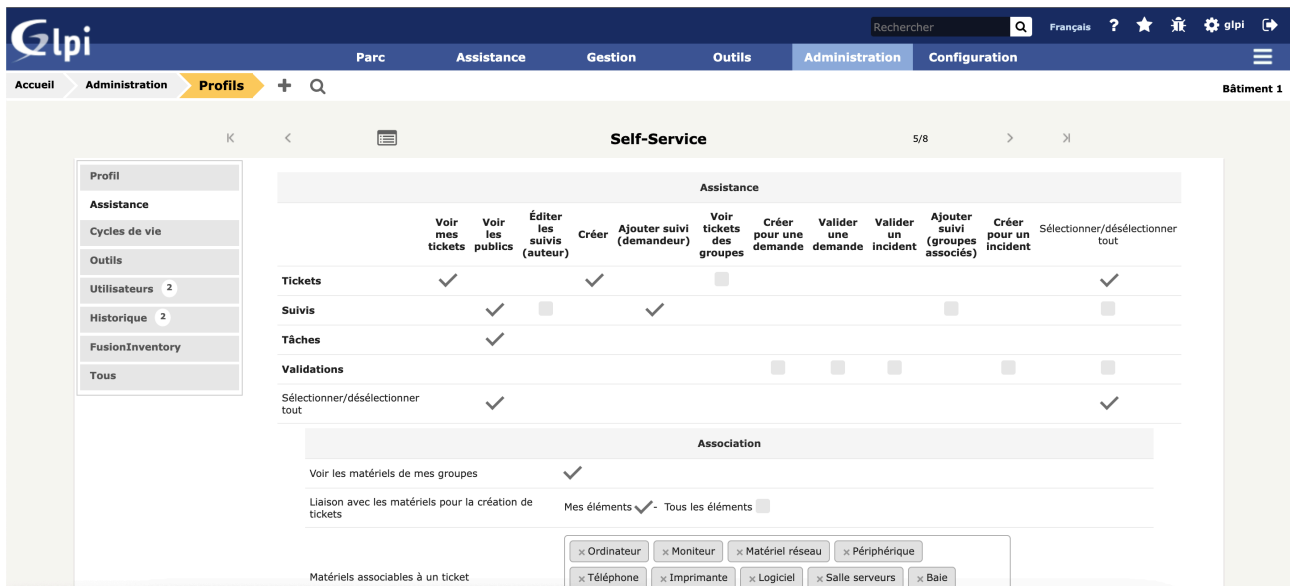 Glpi
Rechercher
Français ? glpi
Parc Assistance Gestion Outils Administration Configuration
Accueil Administration Profils
Bâtiment 1
Self-Service 5/8
Profil
Assistance
Cycles de vie
Outils
Utilisateurs 2
Historique 2
FusionInventory
Tous
Assistance
Voir mes tickets
Voir les publics
Éditer les suivis (auteur)
Créer
Ajouter suivi (demandeur)
Voir tickets des groupes
Créer pour une demande
Valider une demande
Valider un incident
Ajouter suivi (groupes associés)
Créer pour un incident
Sélectionner/désélectionner tout
Tickets
Suivis
Tâches
Validations
Sélectionner/désélectionner
tout
Association
Voir les matériels de mes groupes
Liaison avec les matériels pour la création de
tickets
Mes éléments - Tous les éléments
Matériels associables à un ticket
× Ordinateur × Moniteur × Matériel réseau × Périphérique
× Téléphone × Imprimante × Logiciel × Salle serveurs × Baie